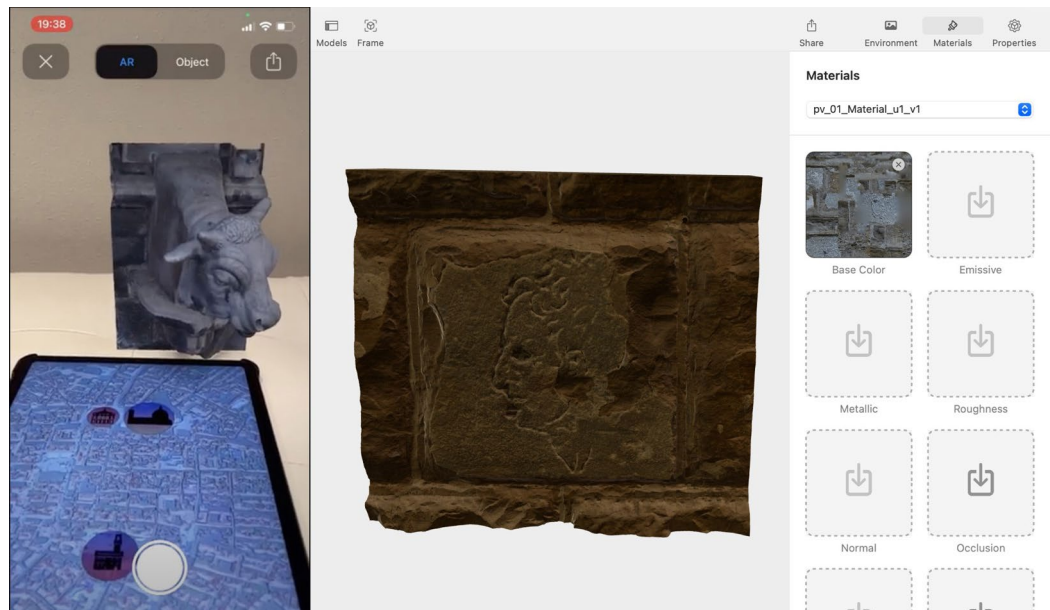 19:38
AR
Object
Models
Frame
Share
Environment
Materials
Properties
Materials
pv_01_Material_u1_v1
Base Color
Emissive
Metallic
Roughness
Normal
Occlusion